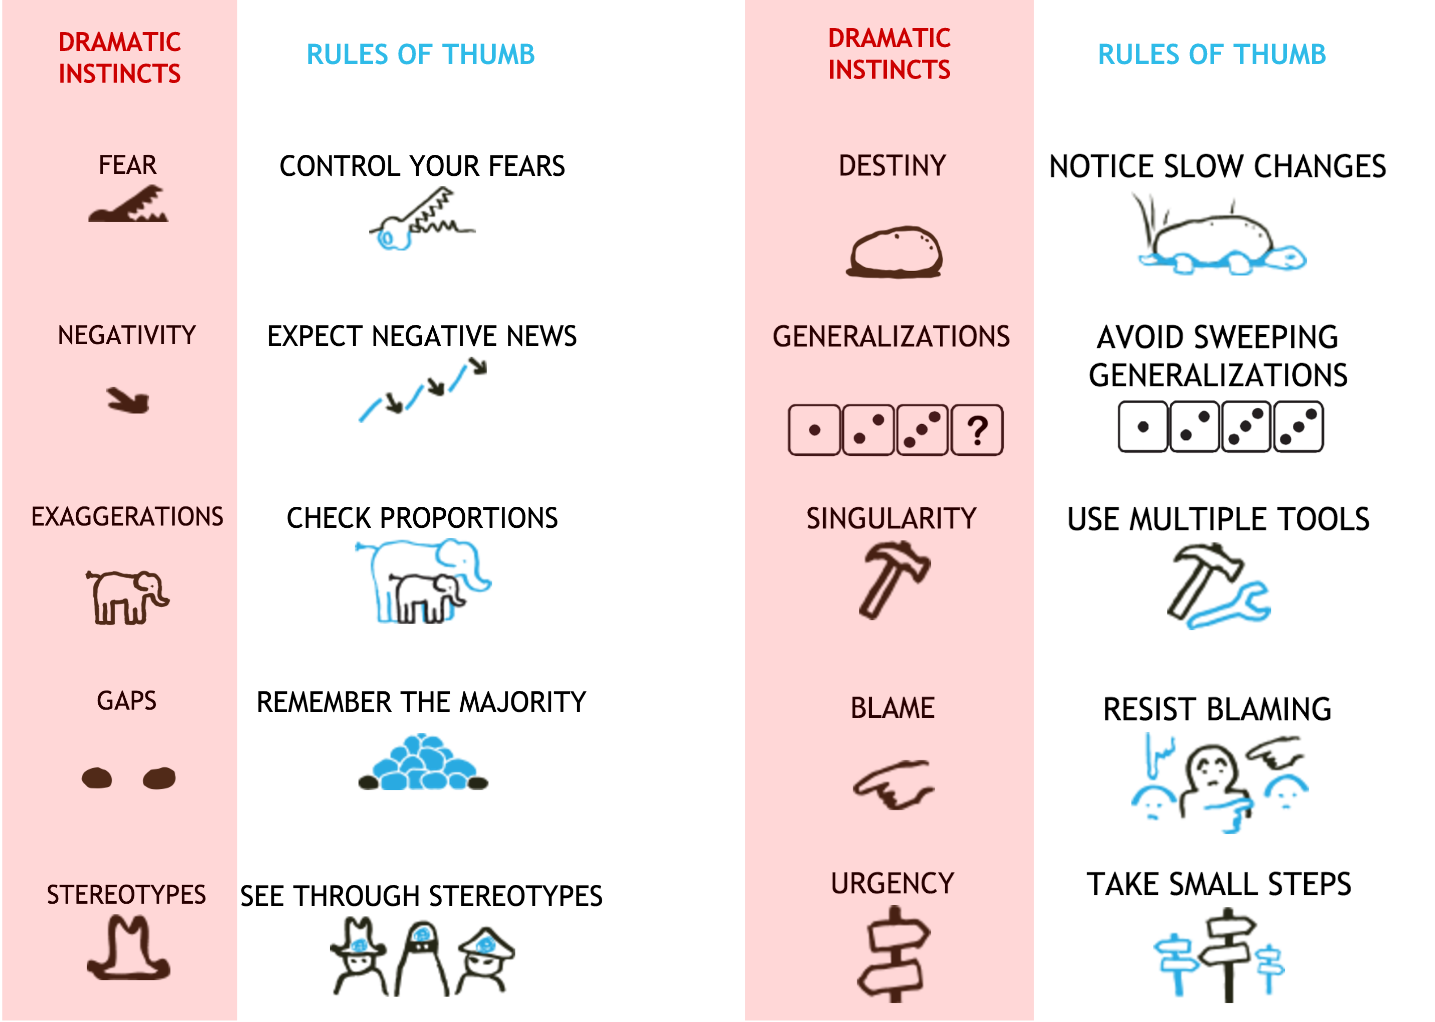 DRAMATIC
INSTINCTS
RULES OF THUMB
FEAR
CONTROL YOUR FEARS
NEGATIVITY
EXPECT NEGATIVE NEWS
EXAGGERATIONS
CHECK PROPORTIONS
GAPS
REMEMBER THE MAJORITY
STEREOTYPES
SEE THROUGH STEREOTYPES
DRAMATIC
INSTINCTS
RULES OF THUMB
DESTINY
NOTICE SLOW CHANGES
GENERALIZATIONS
AVOID SWEEPING
GENERALIZATIONS
?
SINGULARITY
USE MULTIPLE TOOLS
BLAME
RESIST BLAMING
URGENCY
TAKE SMALL STEPS